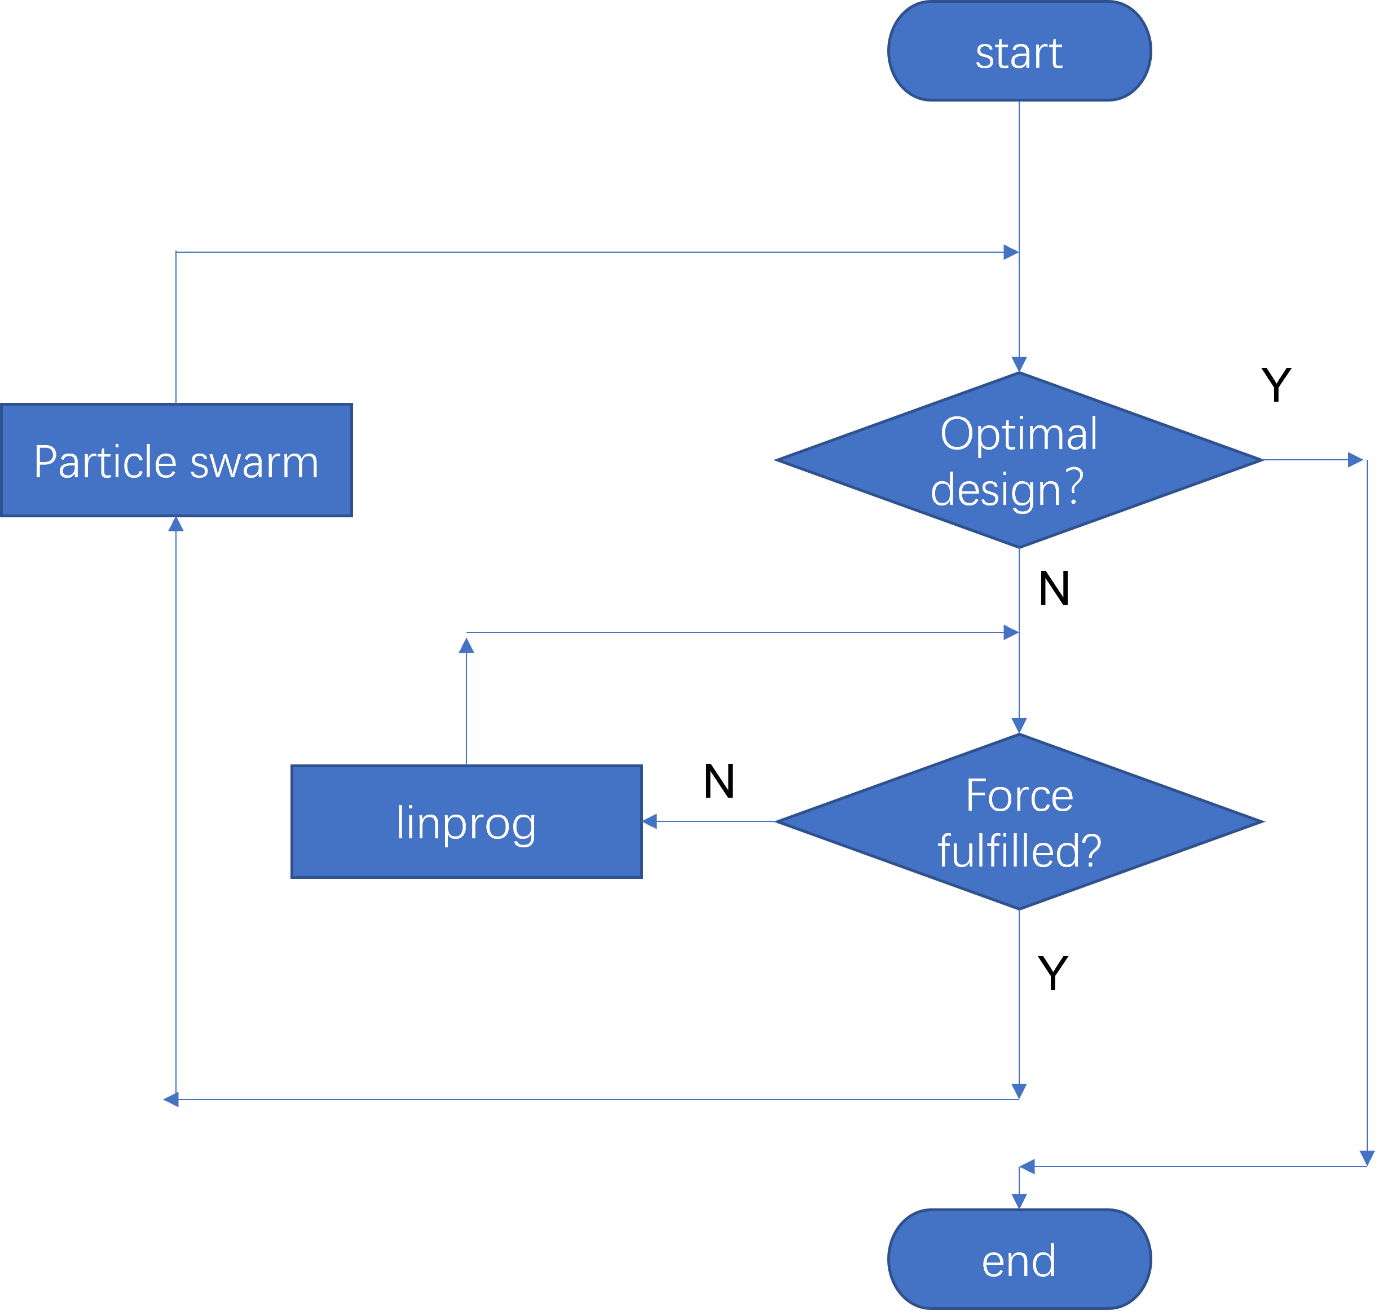 start
Y
Optimal
design？
Particle swarm
N
Force
fulfilled?
N
linprog
Y
end